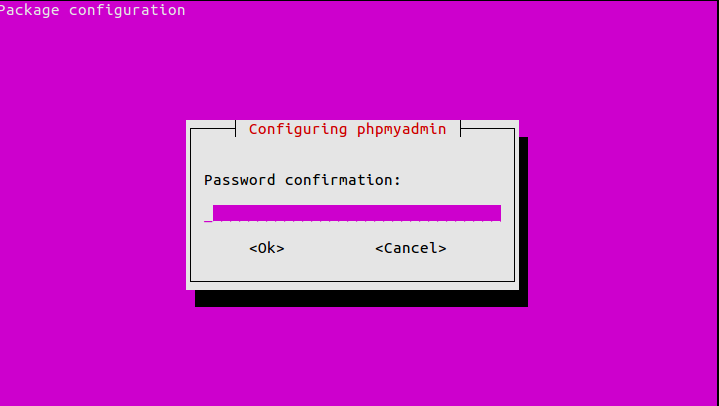 Package configuration
Configuring phpmyadmin
Password confirmation:
_
<Ok> <Cancel>